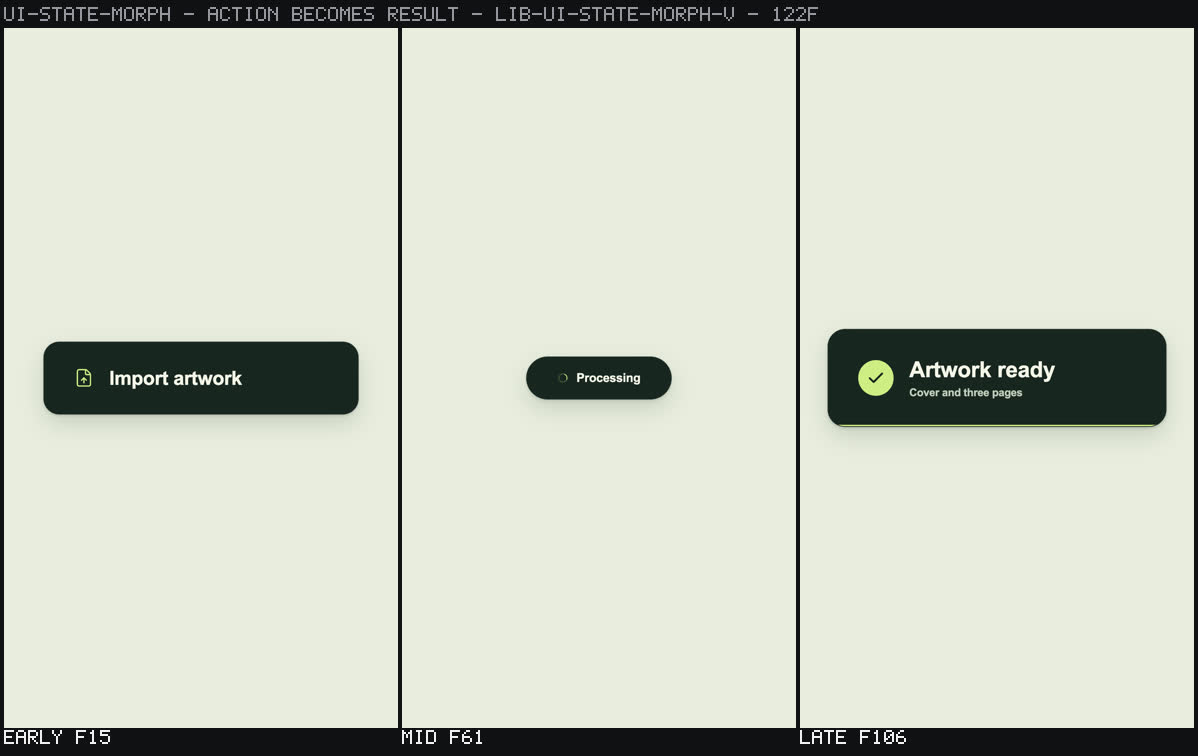 UI-STATE-MORPH - ACTION BECOMES RESULT - LIB-UI-STATE-MORPH-V - 122F
Import artwork
Processing
Artwork ready
Cover and three pages
EARLY F15
MID F61
LATE F106